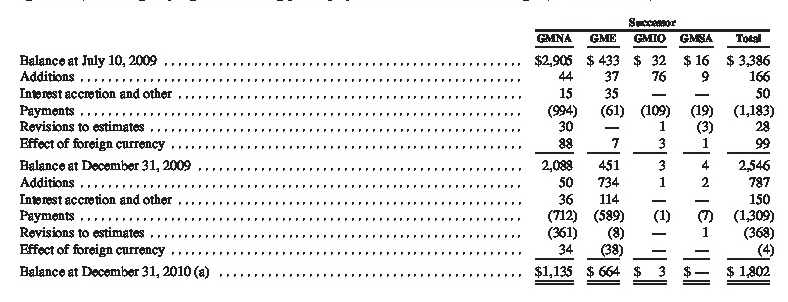 Successor
GMNA GME GMIO GMSA Total
Balance at July 10, 2009 $2,905 $ 433 $ 32 $ 16 $ 3,386
Additions 44 37 76 9 166
Interest accretion and other 15 35 — — 50
Payments (994) (61) (109) (19) (1,183)
Revisions to estimates 30 — 1 (3) 28
Effect of foreign currency 88 7 3 1 99
Balance at December 31, 2009 2,088 451 3 4 2,546
Additions 50 734 1 2 787
Interest accretion and other 36 114 — — 150
Payments (712) (589) (1) (7) (1,309)
Revisions to estimates (361) (8) — 1 (368)
Effect of foreign currency 34 (38) — — (4)
Balance at December 31, 2010 (a) $1,135 $ 664 $ 3 $ — $ 1,802